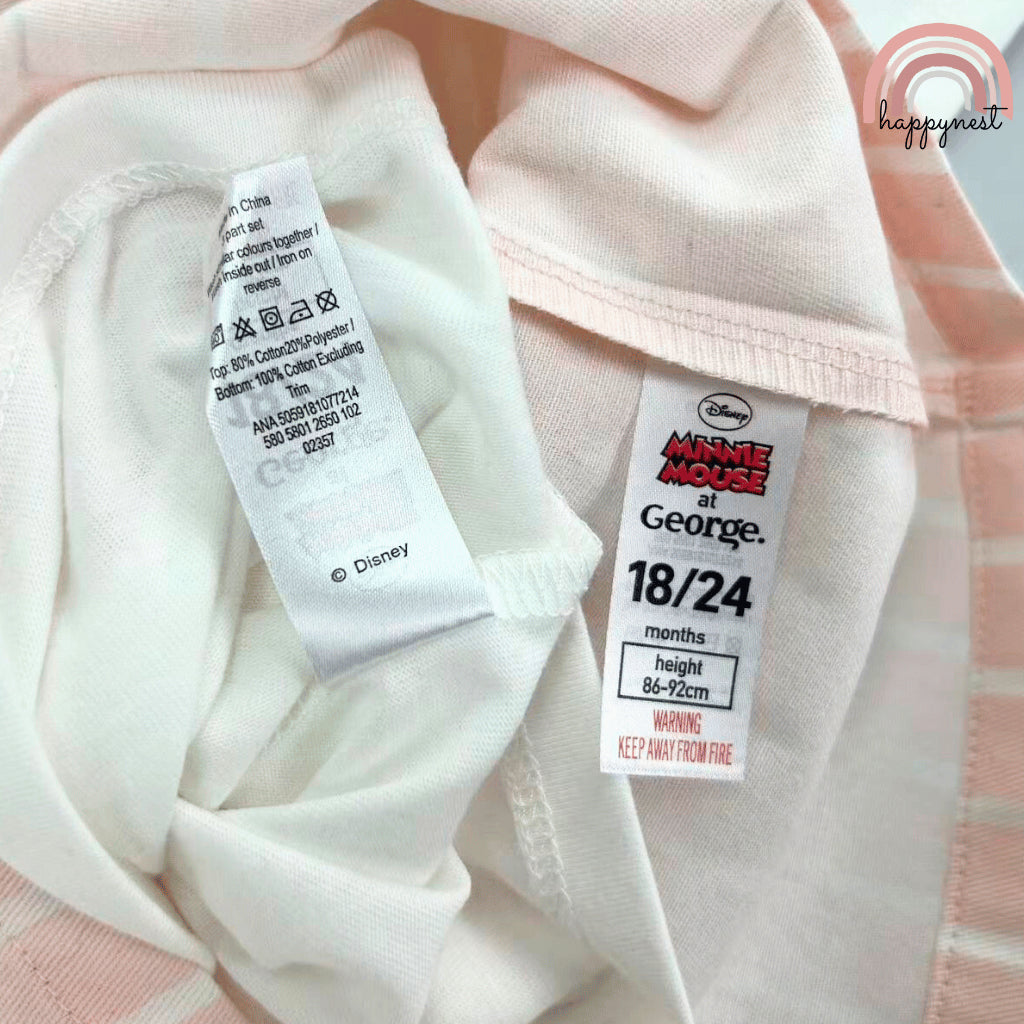 happynest
in China
part set
colours together /
inside out / Iron on
reverse
Top: 80% Cotton20%Polyester /
Bottom: 100% Cotton Excluding
Trim
ANA 5059181077214
580 5801 2650 102
02357
© Disney
Disney
MINNIE
MOUSE
at
George.
18/24
months
height
86-92cm
WARNING
KEEP AWAY FROM FIRE